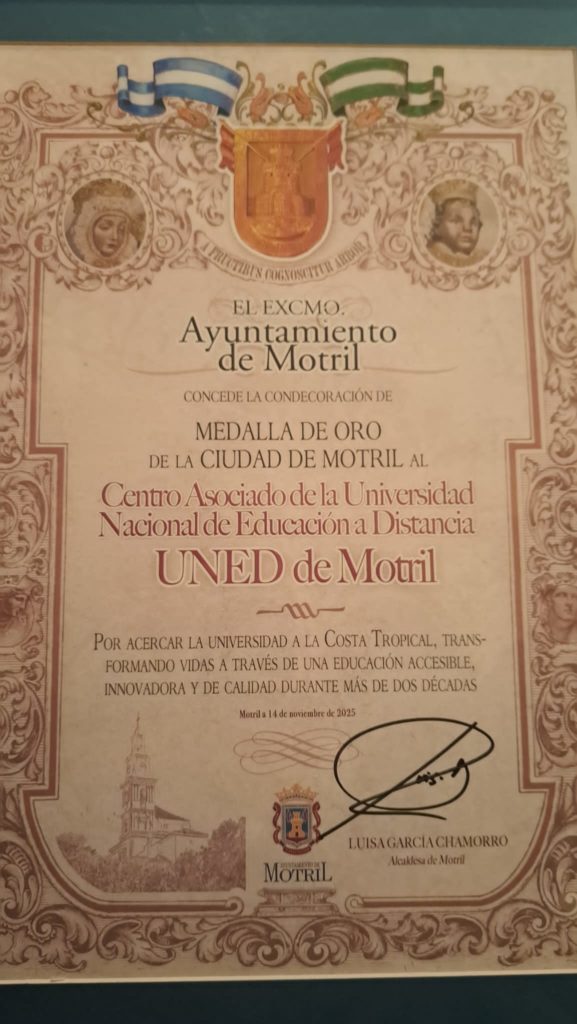 A FRUCTIBUS COGNOSCITUR ARBOR
EL EXCMO.
Ayuntamiento
de Motril
CONCEDE LA CONDECORACIÓN DE
MEDALLA DE ORO
DE LA CIUDAD DE MOTRIL AL
Centro Asociado de la Universidad
Nacional de Educación a Distancia
UNED de Motril
POR ACERCAR LA UNIVERSIDAD A LA COSTA TROPICAL, TRANS-
FORMANDO VIDAS A TRAVÉS DE UNA EDUCACIÓN ACCESIBLE,
INNOVADORA Y DE CALIDAD DURANTE MÁS DE DOS DÉCADAS
Motril a 14 de noviembre de 2025
LUISA GARCÍA CHAMORRO
Alcaldesa de Motril
AYUNTAMIENTO DE
MOTRIL